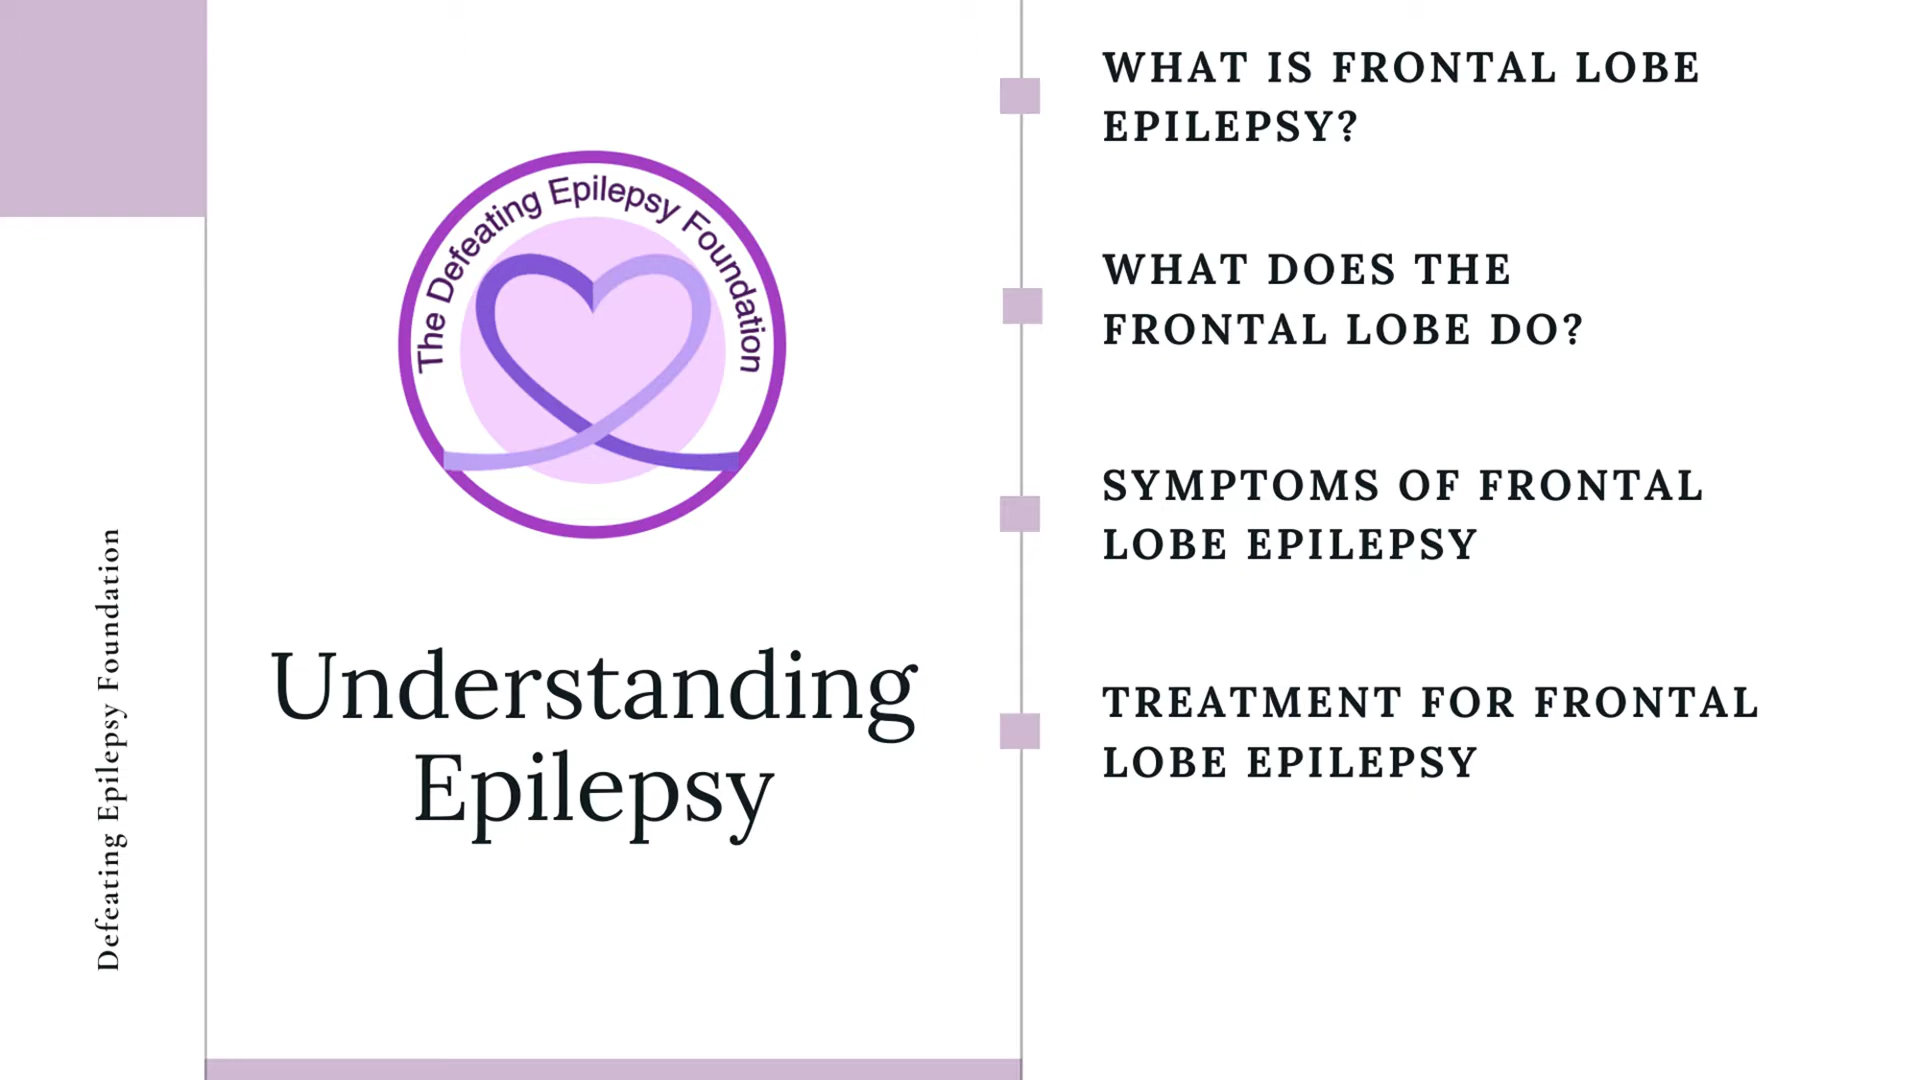 Defeating Epilepsy Foundation
The Defeating Epilepsy Foundation
Understanding
Epilepsy
WHAT IS FRONTAL LOBE
EPILEPSY?
WHAT DOES THE
FRONTAL LOBE DO?
SYMPTOMS OF FRONTAL
LOBE EPILEPSY
TREATMENT FOR FRONTAL
LOBE EPILEPSY